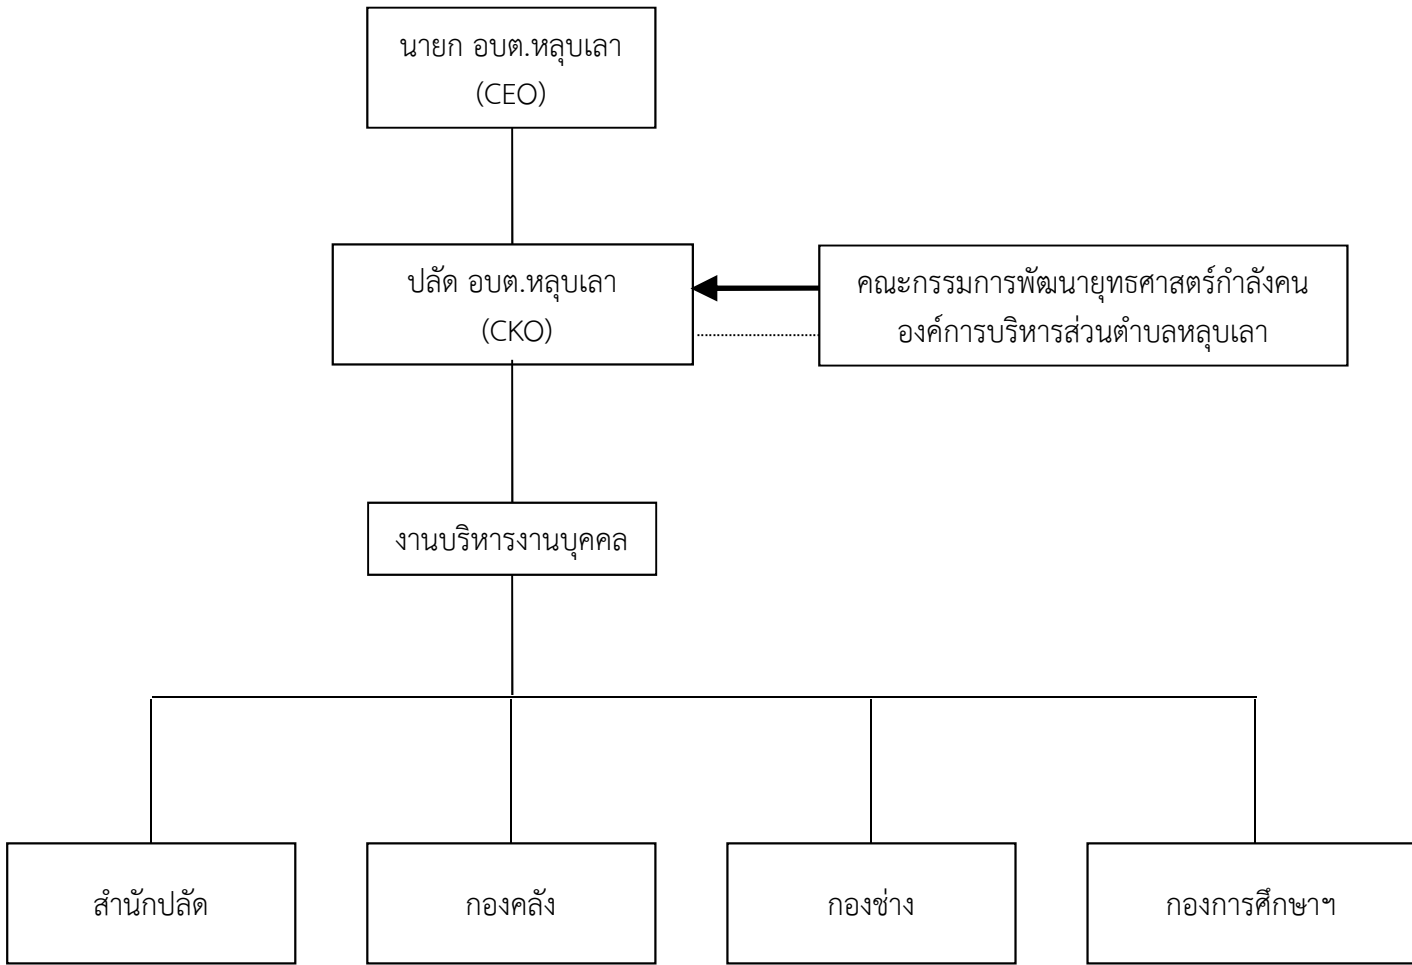 นายก อบต.หลุบเลา
(CEO)
ปลัด อบต.หลุบเลา
(CKO)
คณะกรรมการพัฒนายุทธศาสตร์กำลังคน
องค์การบริหารส่วนตำบลหลุบเลา
งานบริหารงานบุคคล
สำนักปลัด
กองคลัง
กองช่าง
กองการศึกษาฯ